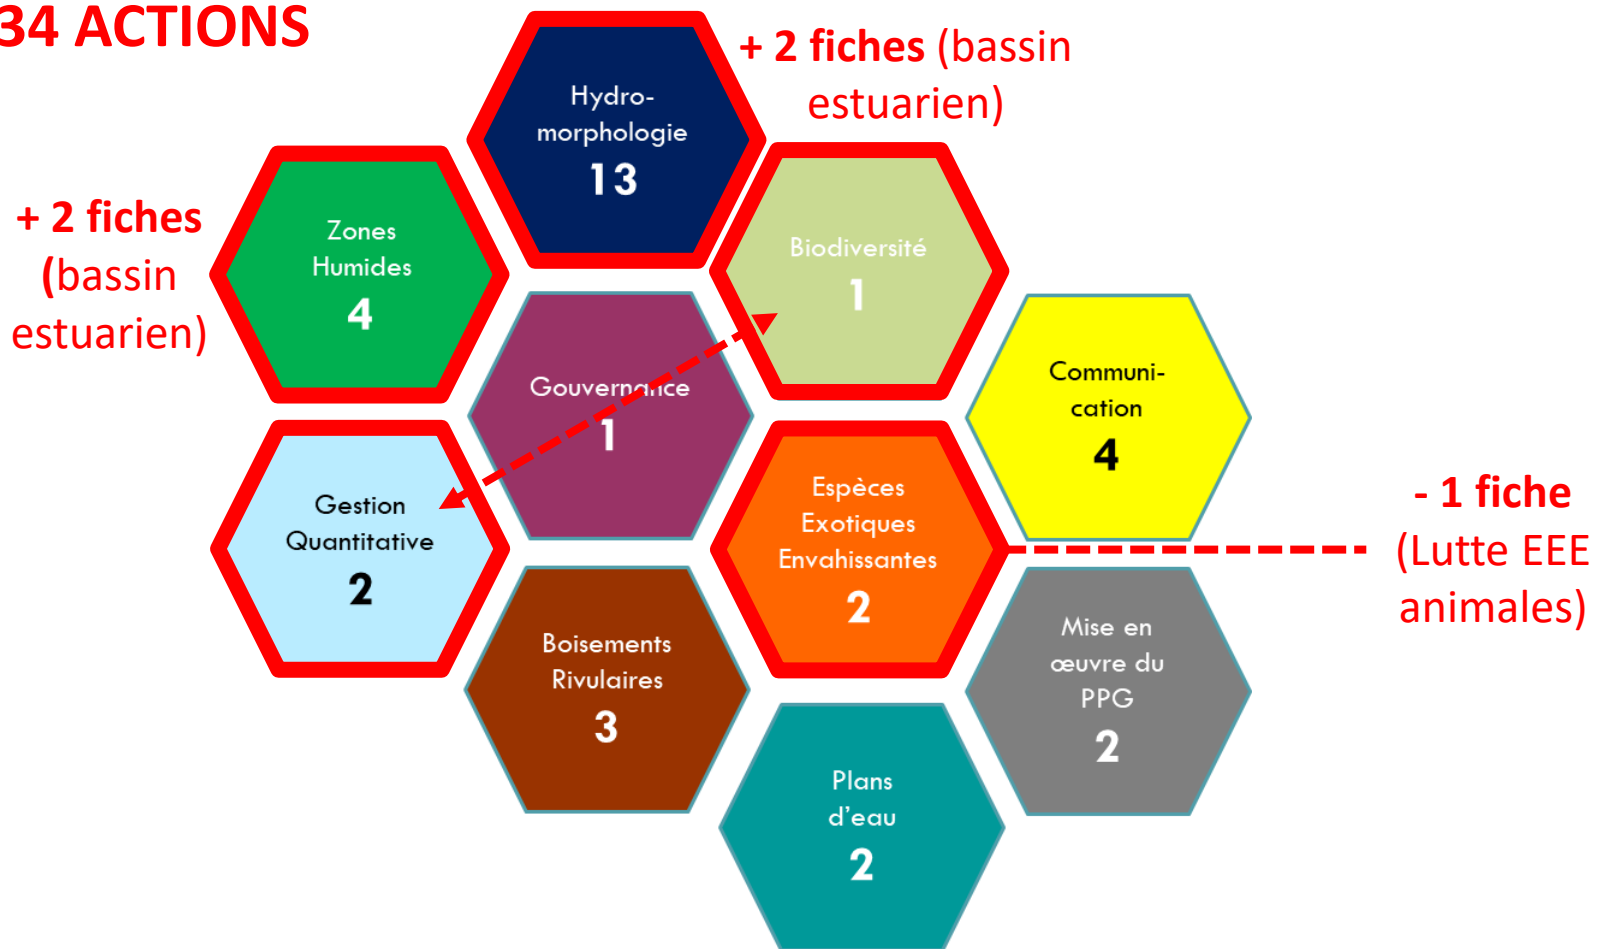 34 ACTIONS
+ 2 fiches (bassin
estuarien)
Hydro-
morphologie
13
+ 2 fiches
(bassin
estuarien)
Zones
Humides
4
Biodiversité
1
Gouvernance
1
Communi-
cation
4
Gestion
Quantitative
2
Espèces
Exotiques
Envahissantes
2
- 1 fiche
(Lutte EEE
animales)
Boisements
Rivulaires
3
Mise en
œuvre du
PPG
2
Plans
d’eau
2